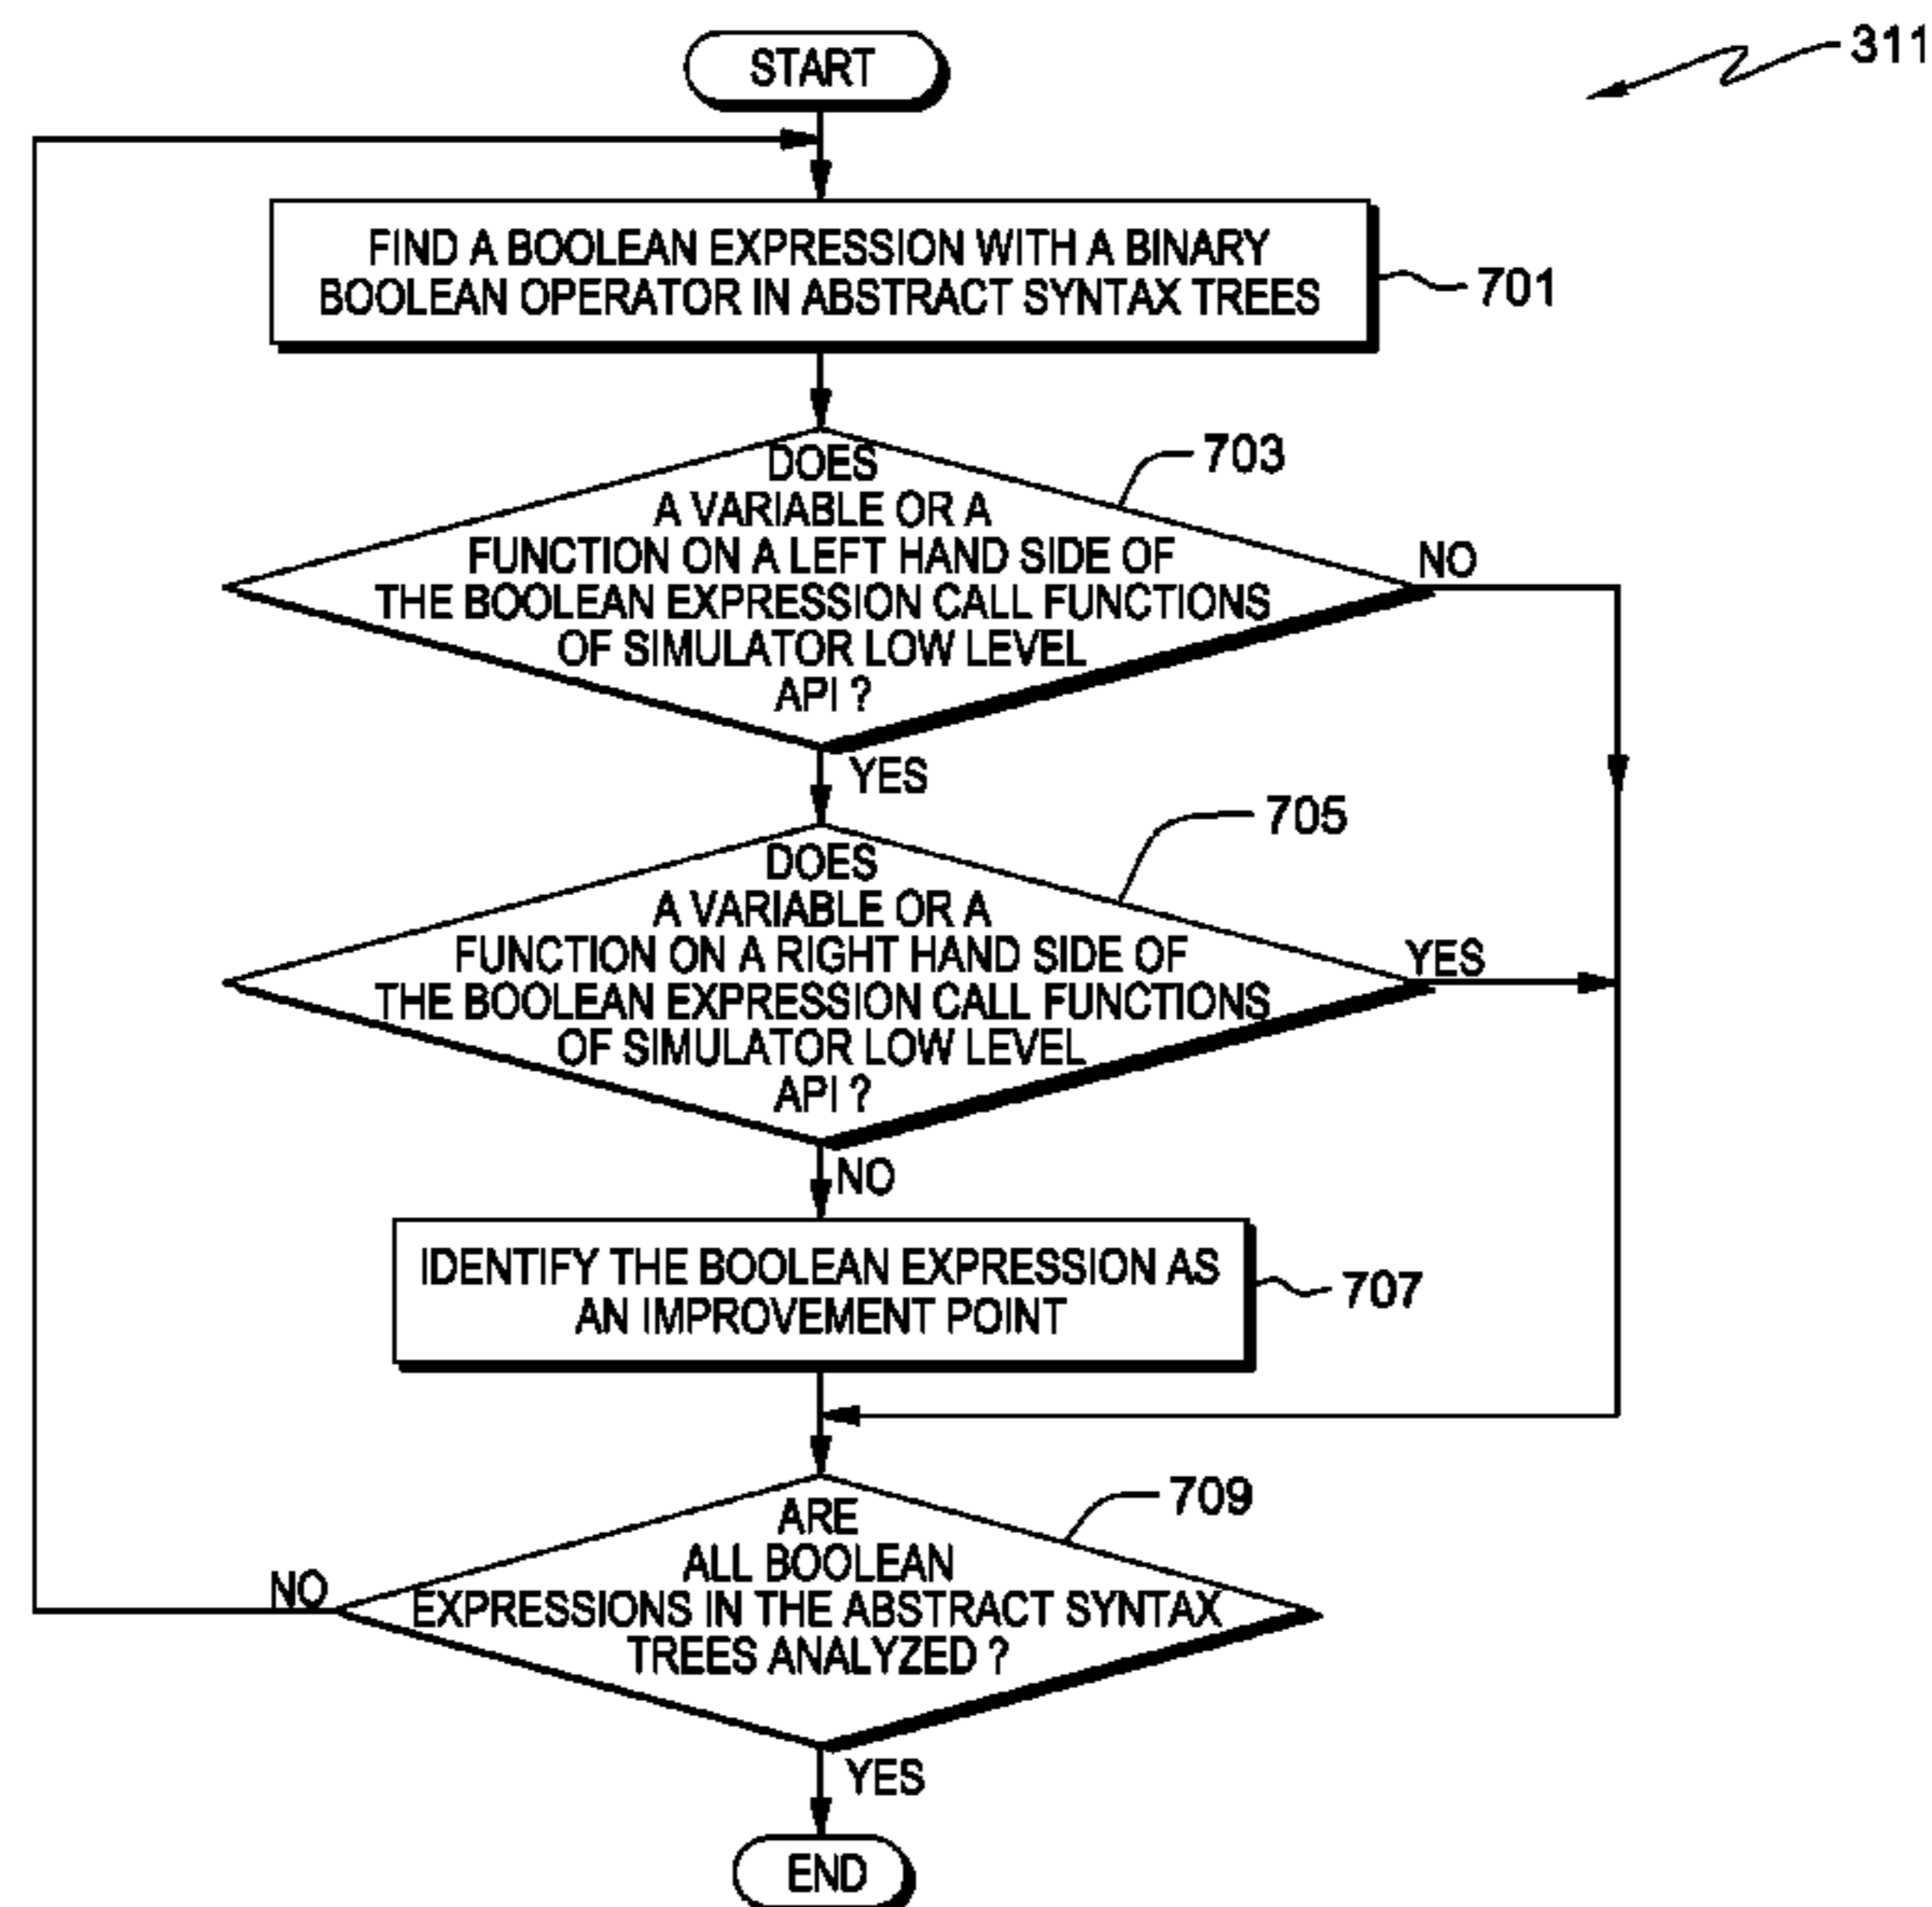 START
311
FIND A BOOLEAN EXPRESSION WITH A BINARY
BOOLEAN OPERATOR IN ABSTRACT SYNTAX TREES
701
DOES
A VARIABLE OR A
FUNCTION ON A LEFT HAND SIDE OF
THE BOOLEAN EXPRESSION CALL FUNCTIONS
OF SIMULATOR LOW LEVEL
API ?
703
NO
YES
DOES
A VARIABLE OR A
FUNCTION ON A RIGHT HAND SIDE OF
THE BOOLEAN EXPRESSION CALL FUNCTIONS
OF SIMULATOR LOW LEVEL
API ?
705
YES
NO
IDENTIFY THE BOOLEAN EXPRESSION AS
AN IMPROVEMENT POINT
707
ARE
ALL BOOLEAN
EXPRESSIONS IN THE ABSTRACT SYNTAX
TREES ANALYZED ?
709
NO
YES
END